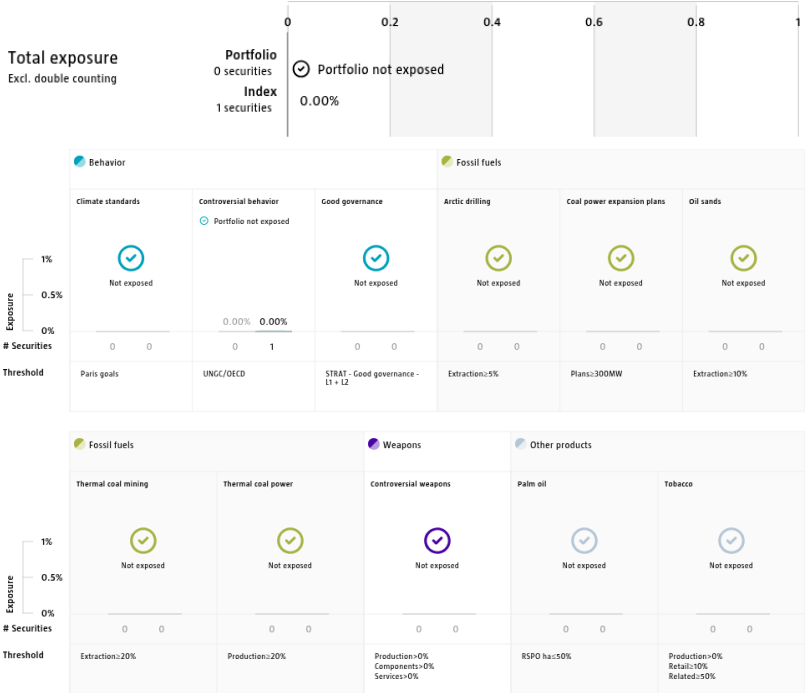 0 0.2 0.4 0.6 0.8 1
Total exposure
Excl. double counting
Portfolio
0 securities
Portfolio not exposed
Index
1 securities
0.00%
Behavior Fossil fuels
Climate standards Controversial behavior Good governance Arctic drilling Coal power expansion plans Oil sands
Portfolio not exposed
Not exposed Not exposed Not exposed Not exposed Not exposed
Exposure
1%
0.5%
0%
0.00% 0.00%
# Securities 0 0 0 1 0 0 0 0 0 0 0 0
Threshold Paris goals UNGC/OECD STRAT - Good governance - Extraction≥5% Plans≥300MW Extraction≥10%
L1 + L2
Fossil fuels Weapons Other products
Thermal coal mining Thermal coal power Controversial weapons Palm oil Tobacco
Not exposed Not exposed Not exposed Not exposed Not exposed
Exposure
1%
0.5%
0%
# Securities 0 0 0 0 0 0 0 0 0 0
Threshold Extraction≥20% Production≥20% Production>0% RSPO ha≤50% Production>0%
Components>0% Retail≥10%
Services>0% Related≥50%